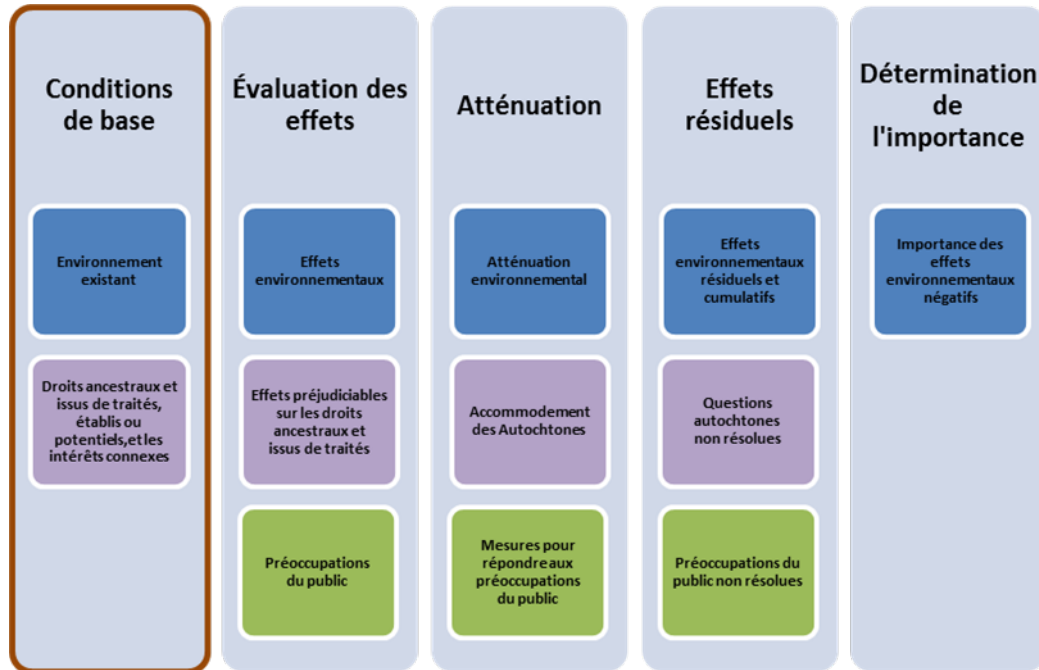 Conditions
de base
Environnement
existant
Droits ancestraux et
issus de traités,
établis ou
potentiels,et les
intérêts connexes
Évaluation des
effets
Effets
environnementaux
Effets préjudiciables
sur les droits
ancestraux et
issus de traités
Préoccupations
du public
Atténuation
Atténuation
environnemental
Accommodement
des Autochtones
Mesures pour
répondre aux
préoccupations
du public
Effets
résiduels
Effets
environnementaux
résiduels et
cumulatifs
Questions
autochtones
non résolues
Préoccupations du
public non résolues
Détermination
de
l'importance
Importance des
effets
environnementaux
négatifs